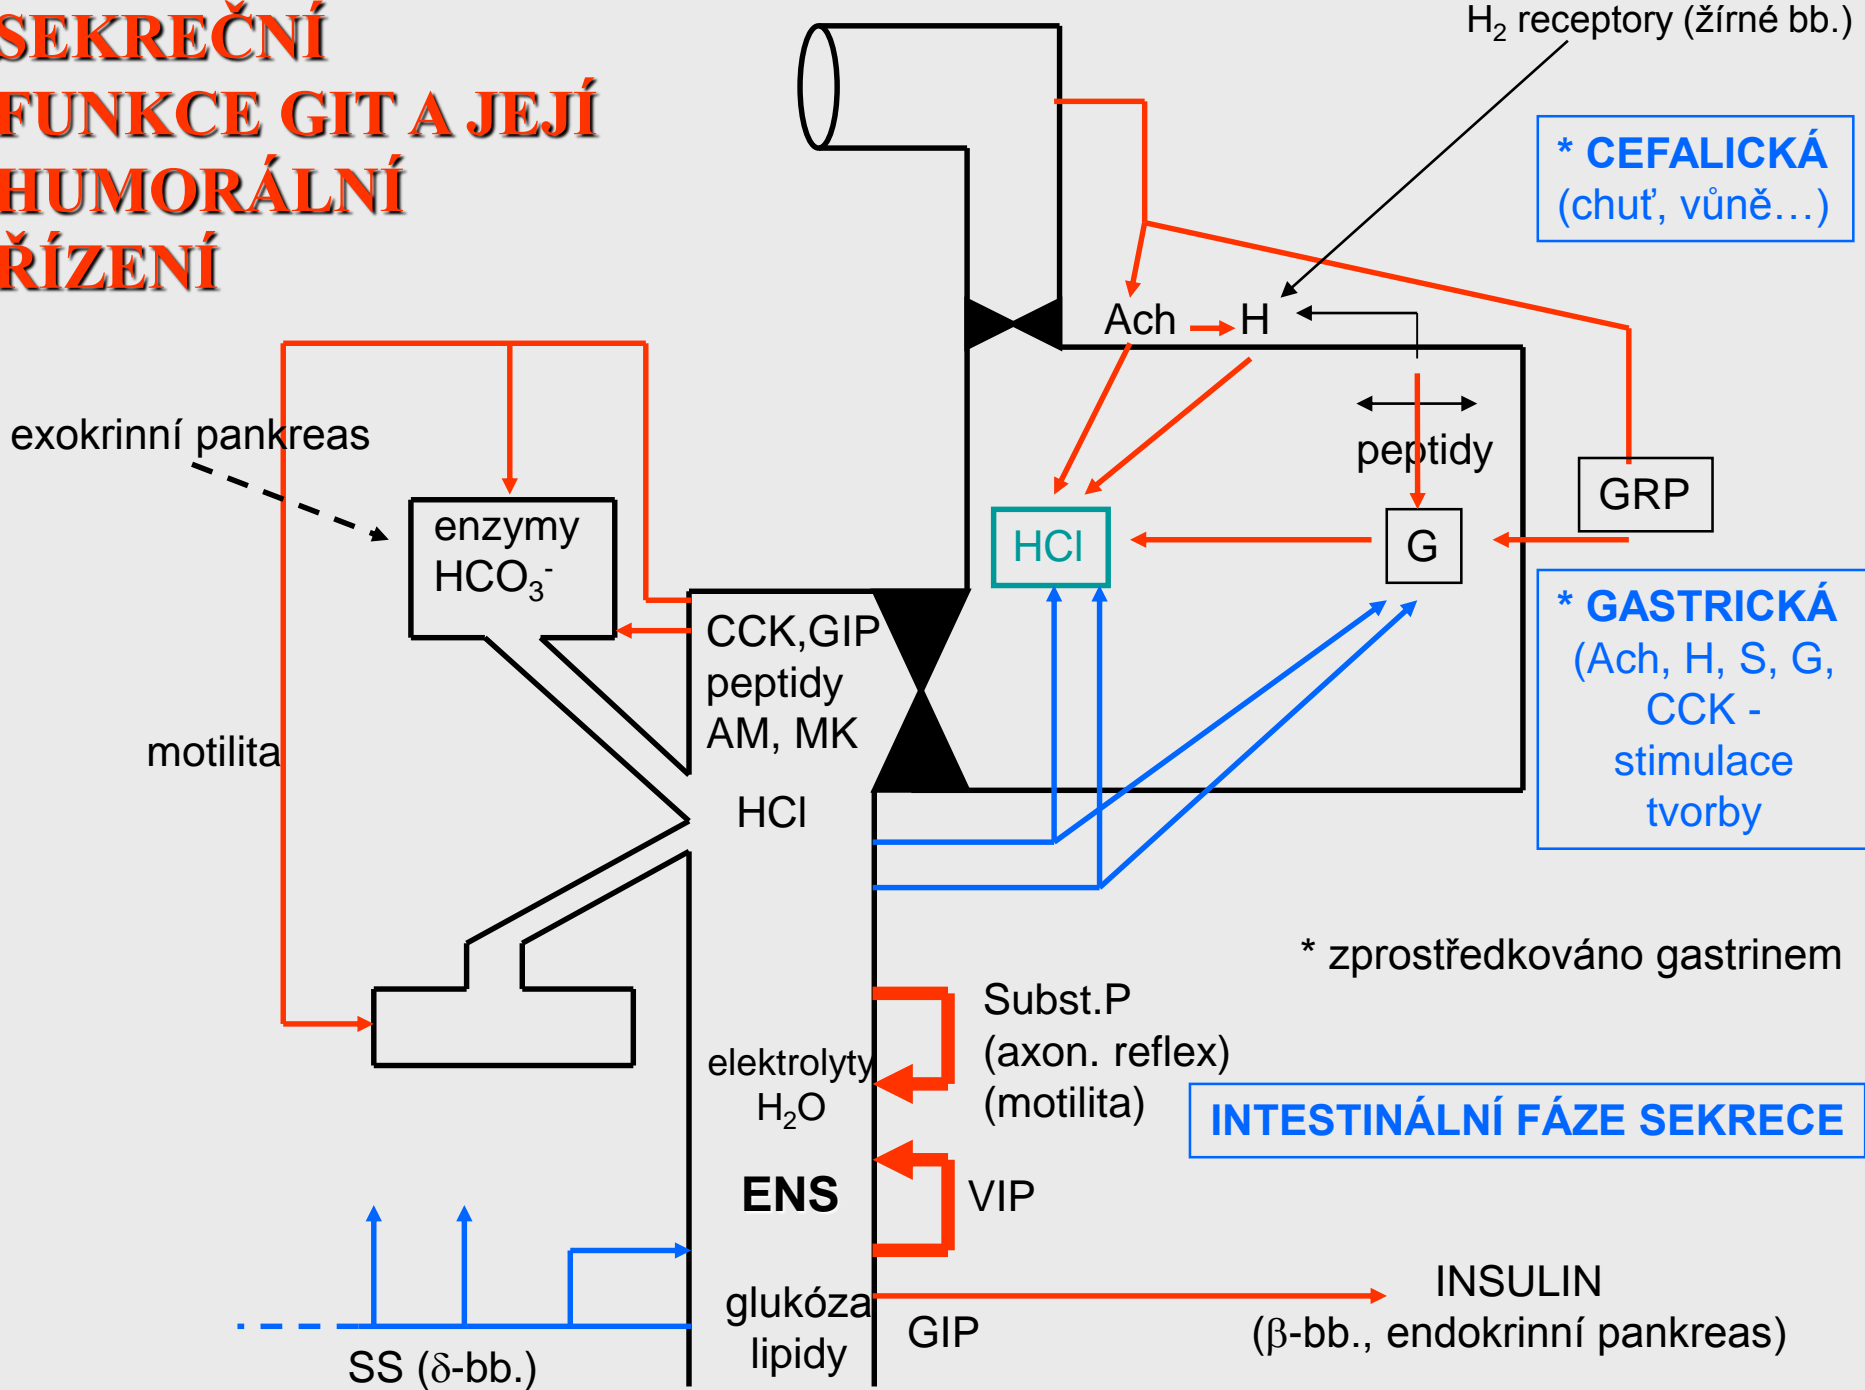 SEKREČNÍ
FUNKCE GIT A JEJÍ
HUMORÁLNÍ
ŘÍZENÍ
H₂ receptory (žírné bb.)
* CEFALICKÁ
(chuť, vůně…)
Ach
H
exokrinní pankreas
peptidy
GRP
enzymy
HCO₃⁻
HCl
G
CCK,GIP
peptidy
AM, MK
* GASTRICKÁ
(Ach, H, S, G,
CCK -
stimulace
tvorby
motilita
HCl
* zprostředkováno gastrinem
Subst.P
(axon. reflex)
(motilita)
elektrolyty
H₂O
INTESTINÁLNÍ FÁZE SEKRECE
ENS
VIP
glukóza
lipidy
GIP
INSULIN
(β-bb., endokrinní pankreas)
SS (δ-bb.)